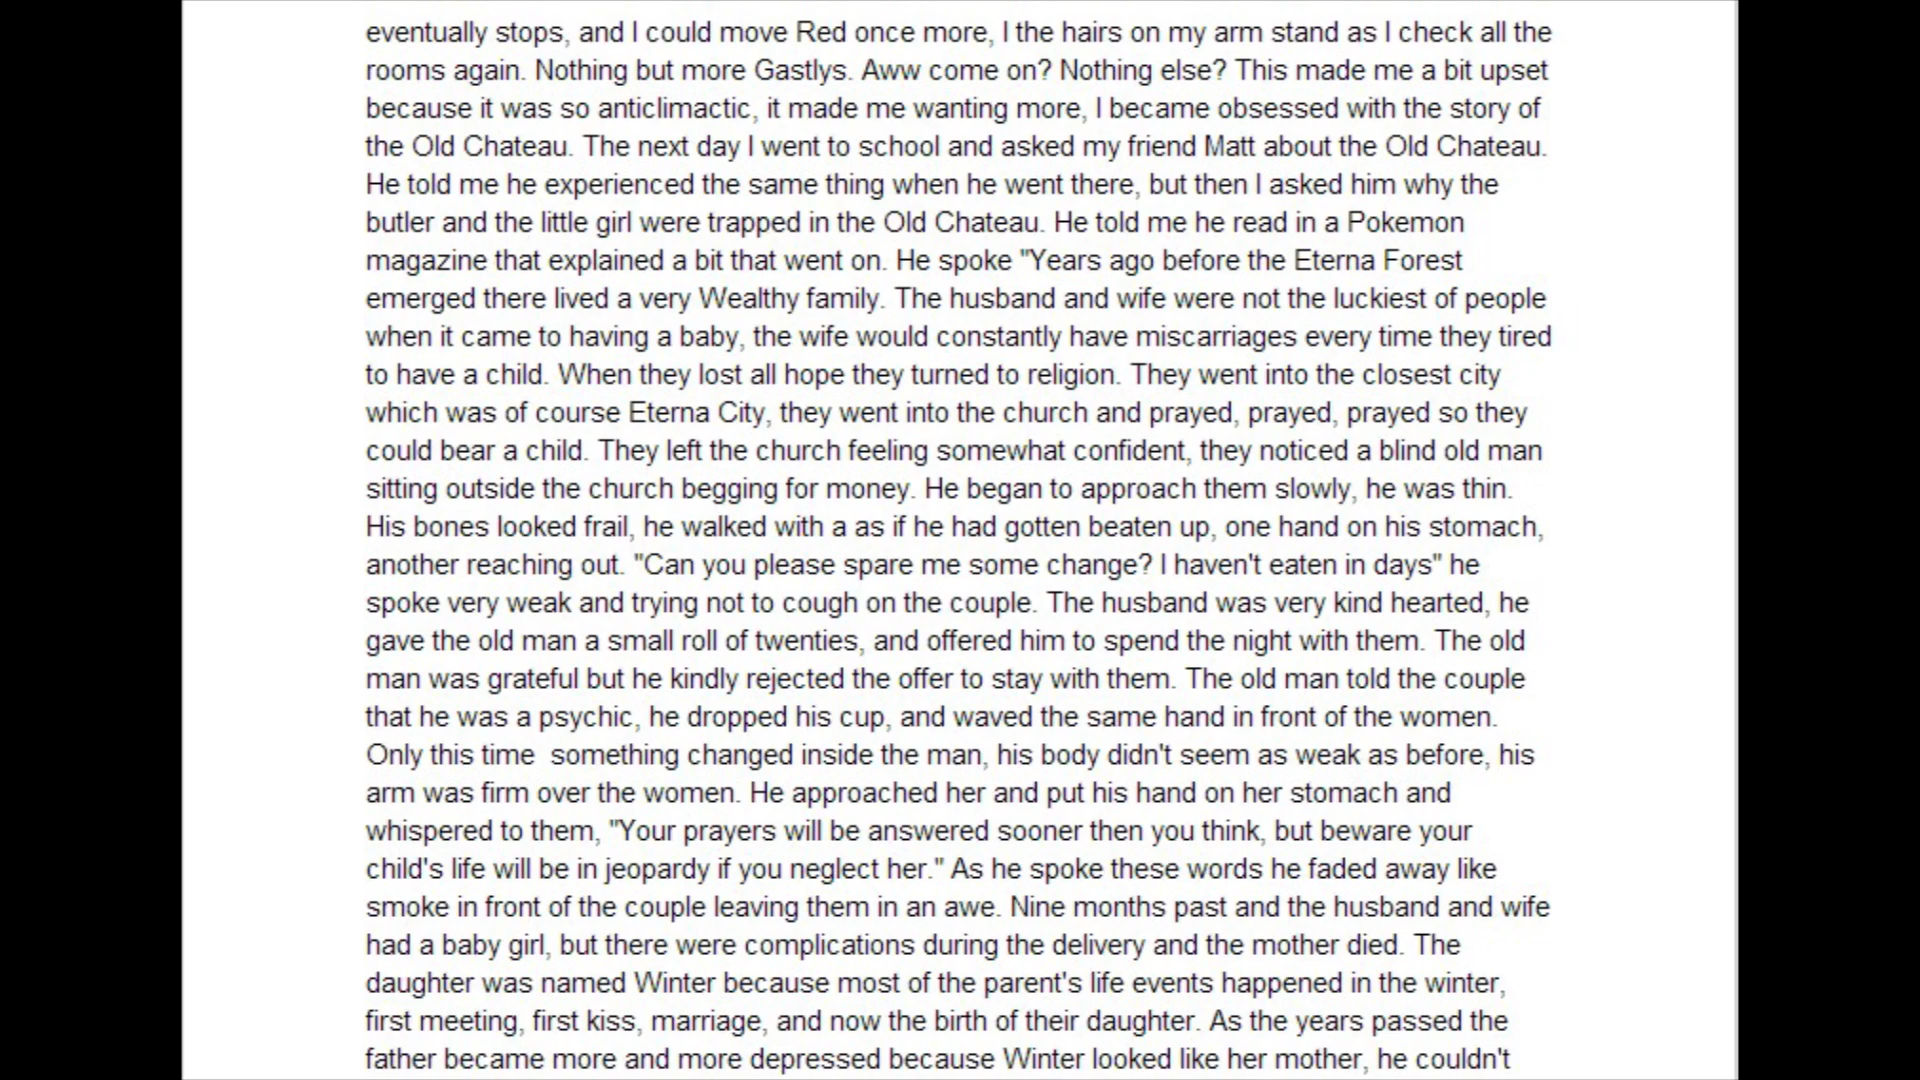 eventually stops, and I could move Red once more, I the hairs on my arm stand as I check all the
rooms again. Nothing but more Gastlys. Aww come on? Nothing else? This made me a bit upset
because it was so anticlimactic, it made me wanting more, I became obsessed with the story of
the Old Chateau. The next day I went to school and asked my friend Matt about the Old Chateau.
He told me he experienced the same thing when he went there, but then I asked him why the
butler and the little girl were trapped in the Old Chateau. He told me he read in a Pokemon
magazine that explained a bit that went on. He spoke "Years ago before the Eterna Forest
emerged there lived a very Wealthy family. The husband and wife were not the luckiest of people
when it came to having a baby, the wife would constantly have miscarriages every time they tired
to have a child. When they lost all hope they turned to religion. They went into the closest city
which was of course Eterna City, they went into the church and prayed, prayed, prayed so they
could bear a child. They left the church feeling somewhat confident, they noticed a blind old man
sitting outside the church begging for money. He began to approach them slowly, he was thin.
His bones looked frail, he walked with a as if he had gotten beaten up, one hand on his stomach,
another reaching out. "Can you please spare me some change? I haven't eaten in days" he
spoke very weak and trying not to cough on the couple. The husband was very kind hearted, he
gave the old man a small roll of twenties, and offered him to spend the night with them. The old
man was grateful but he kindly rejected the offer to stay with them. The old man told the couple
that he was a psychic, he dropped his cup, and waved the same hand in front of the women.
Only this time  something changed inside the man, his body didn't seem as weak as before, his
arm was firm over the women. He approached her and put his hand on her stomach and
whispered to them, "Your prayers will be answered sooner then you think, but beware your
child's life will be in jeopardy if you neglect her." As he spoke these words he faded away like
smoke in front of the couple leaving them in an awe. Nine months past and the husband and wife
had a baby girl, but there were complications during the delivery and the mother died. The
daughter was named Winter because most of the parent's life events happened in the winter,
first meeting, first kiss, marriage, and now the birth of their daughter. As the years passed the
father became more and more depressed because Winter looked like her mother, he couldn't